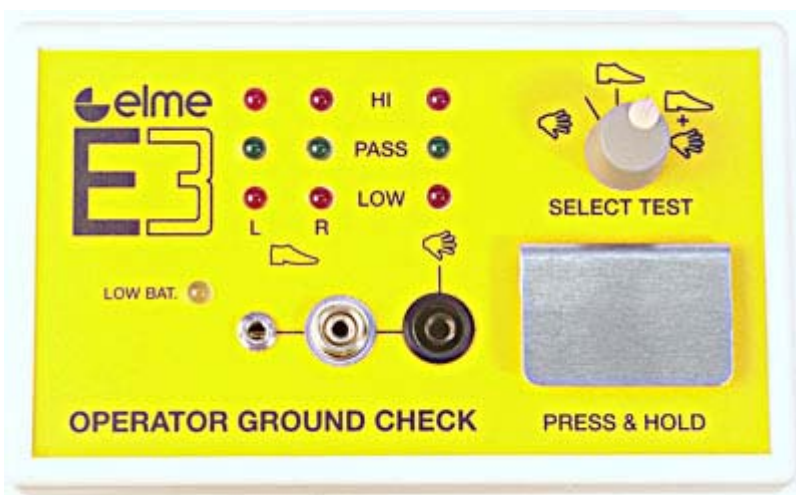 elme
E3
HI
PASS
LOW
L R
LOW BAT.
SELECT TEST
+
OPERATOR GROUND CHECK
PRESS & HOLD